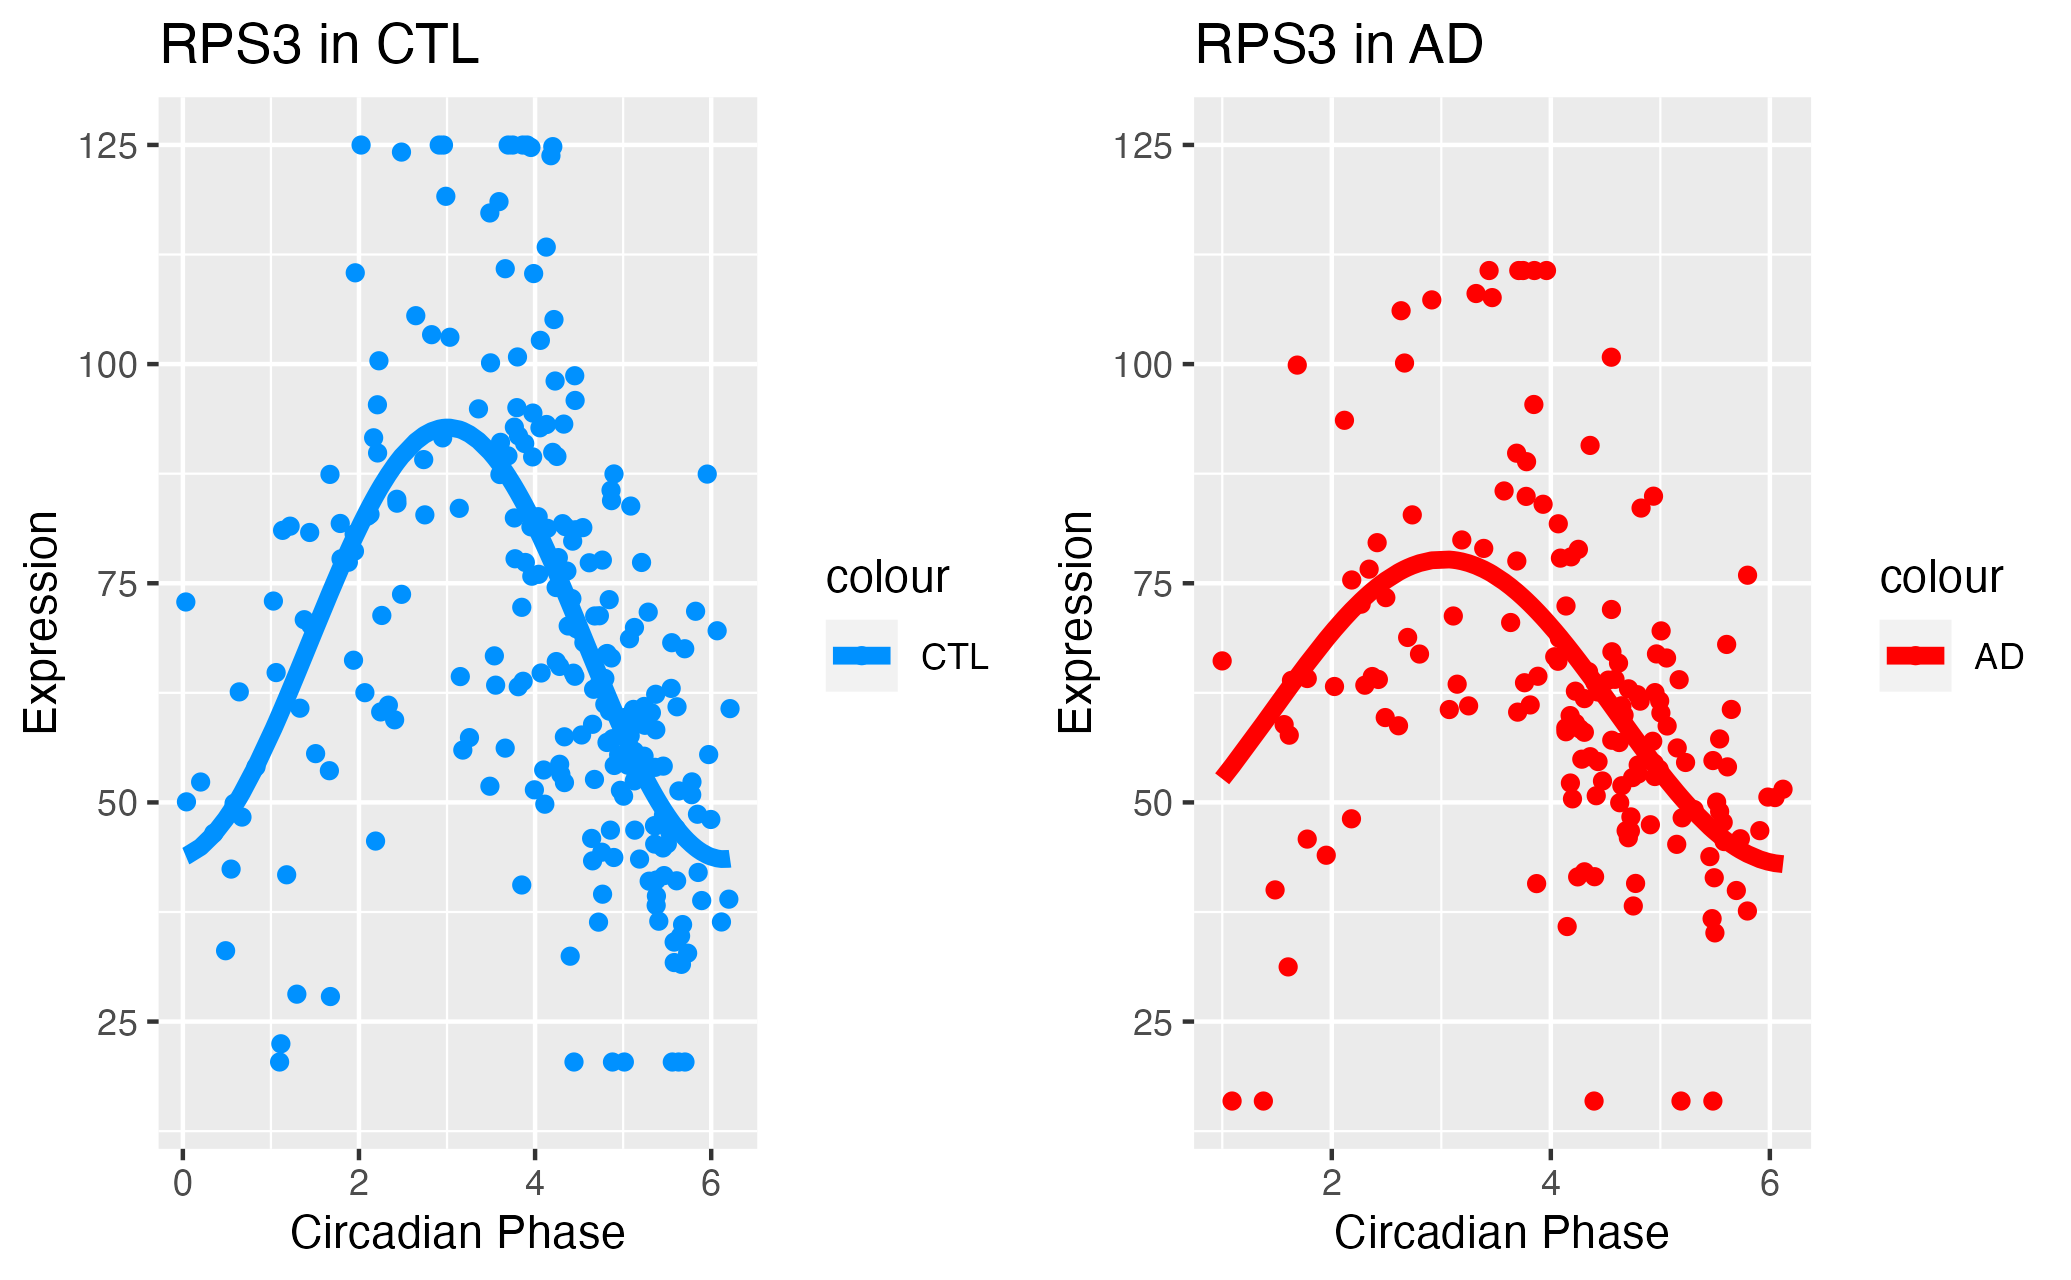 RPS3 in CTL
125
100
75
50
25
Expression
0 2 4 6
Circadian Phase
colour
CTL
RPS3 in AD
125
100
75
50
25
Expression
2 4 6
Circadian Phase
colour
AD